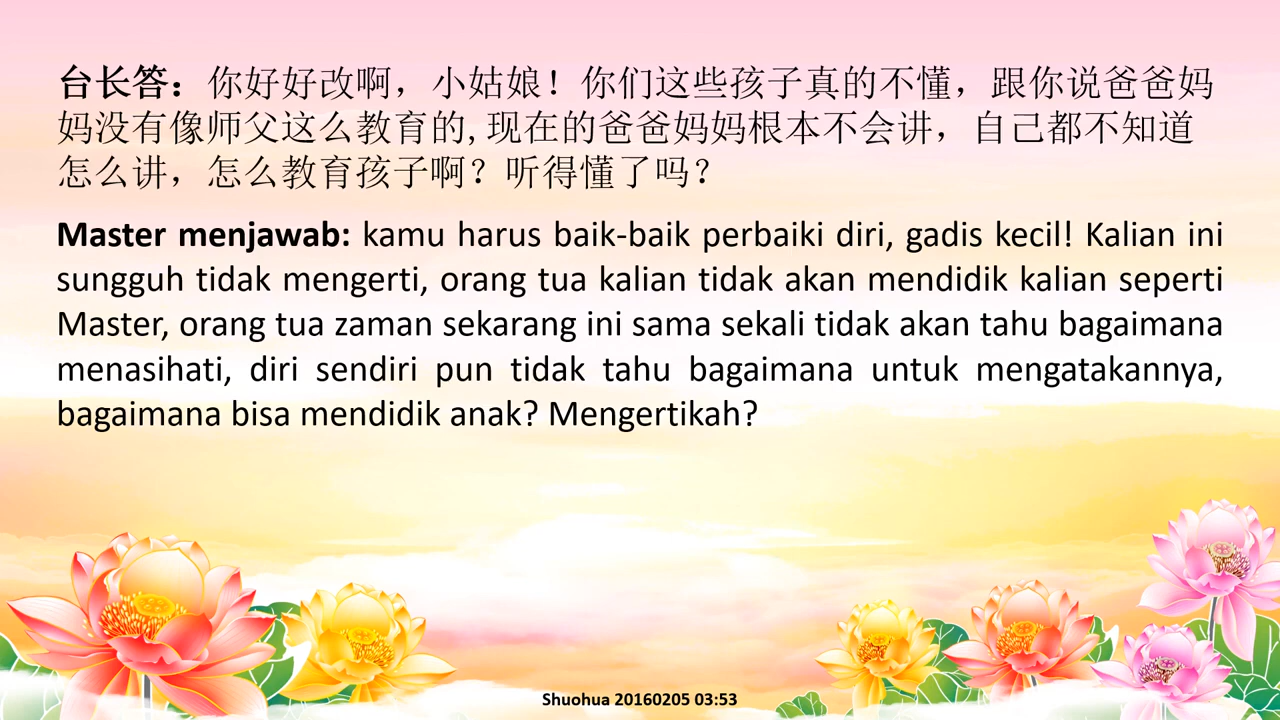 台长答：你好好改啊，小姑娘！你们这些孩子真的不懂，跟你说爸爸妈
妈没有像师父这么教育的,现在的爸爸妈妈根本不会讲，自己都不知道
怎么讲，怎么教育孩子啊？听得懂了吗？
Master menjawab: kamu harus baik-baik perbaiki diri, gadis kecil! Kalian ini
sungguh tidak mengerti, orang tua kalian tidak akan mendidik kalian seperti
Master, orang tua zaman sekarang ini sama sekali tidak akan tahu bagaimana
menasihati, diri sendiri pun tidak tahu bagaimana untuk mengatakannya,
bagaimana bisa mendidik anak? Mengertikah?
Shuohua 20160205 03:53